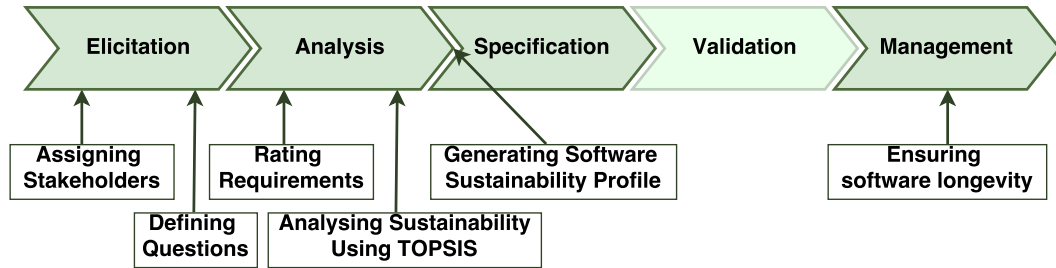 Elicitation
Analysis
Specification
Validation
Management
Assigning
Stakeholders
Rating
Requirements
Generating Software
Sustainability Profile
Ensuring
software longevity
Defining
Questions
Analysing Sustainability
Using TOPSIS